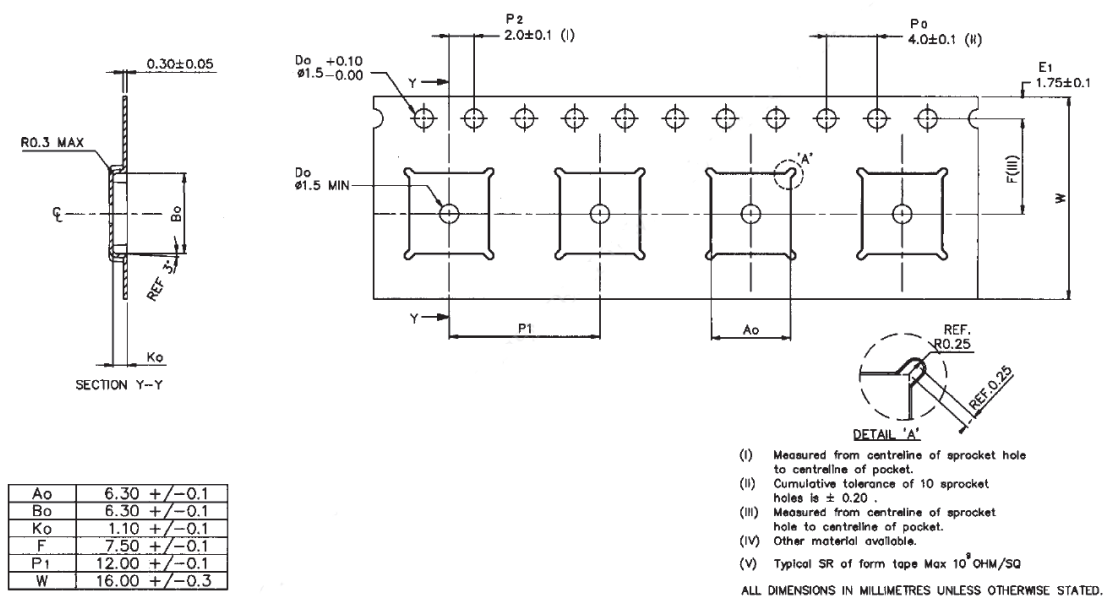 P2
2.0±0.1 (I)
Po
4.0±0.1 (II)
0.30±0.05
Do +0.10
ø1.5-0.00
Y
E1
1.75±0.1
R0.3 MAX
'A'
Do
ø1.5 MIN
F(III)
W
℄
Bo
REF 3°
Y
P1
Ao
Ko
SECTION Y-Y
REF.
R0.25
REF.0.25
DETAIL 'A'
(I) Measured from centreline of sprocket hole
to centreline of pocket.
(II) Cumulative tolerance of 10 sprocket
holes is ± 0.20 .
(III) Measured from centreline of sprocket
hole to centreline of pocket.
(IV) Other material available.
(V) Typical SR of form tape Max 10⁹ OHM/SQ
ALL DIMENSIONS IN MILLIMETRES UNLESS OTHERWISE STATED.
Ao 6.30 +/-0.1
Bo 6.30 +/-0.1
Ko 1.10 +/-0.1
F 7.50 +/-0.1
P1 12.00 +/-0.1
W 16.00 +/-0.3